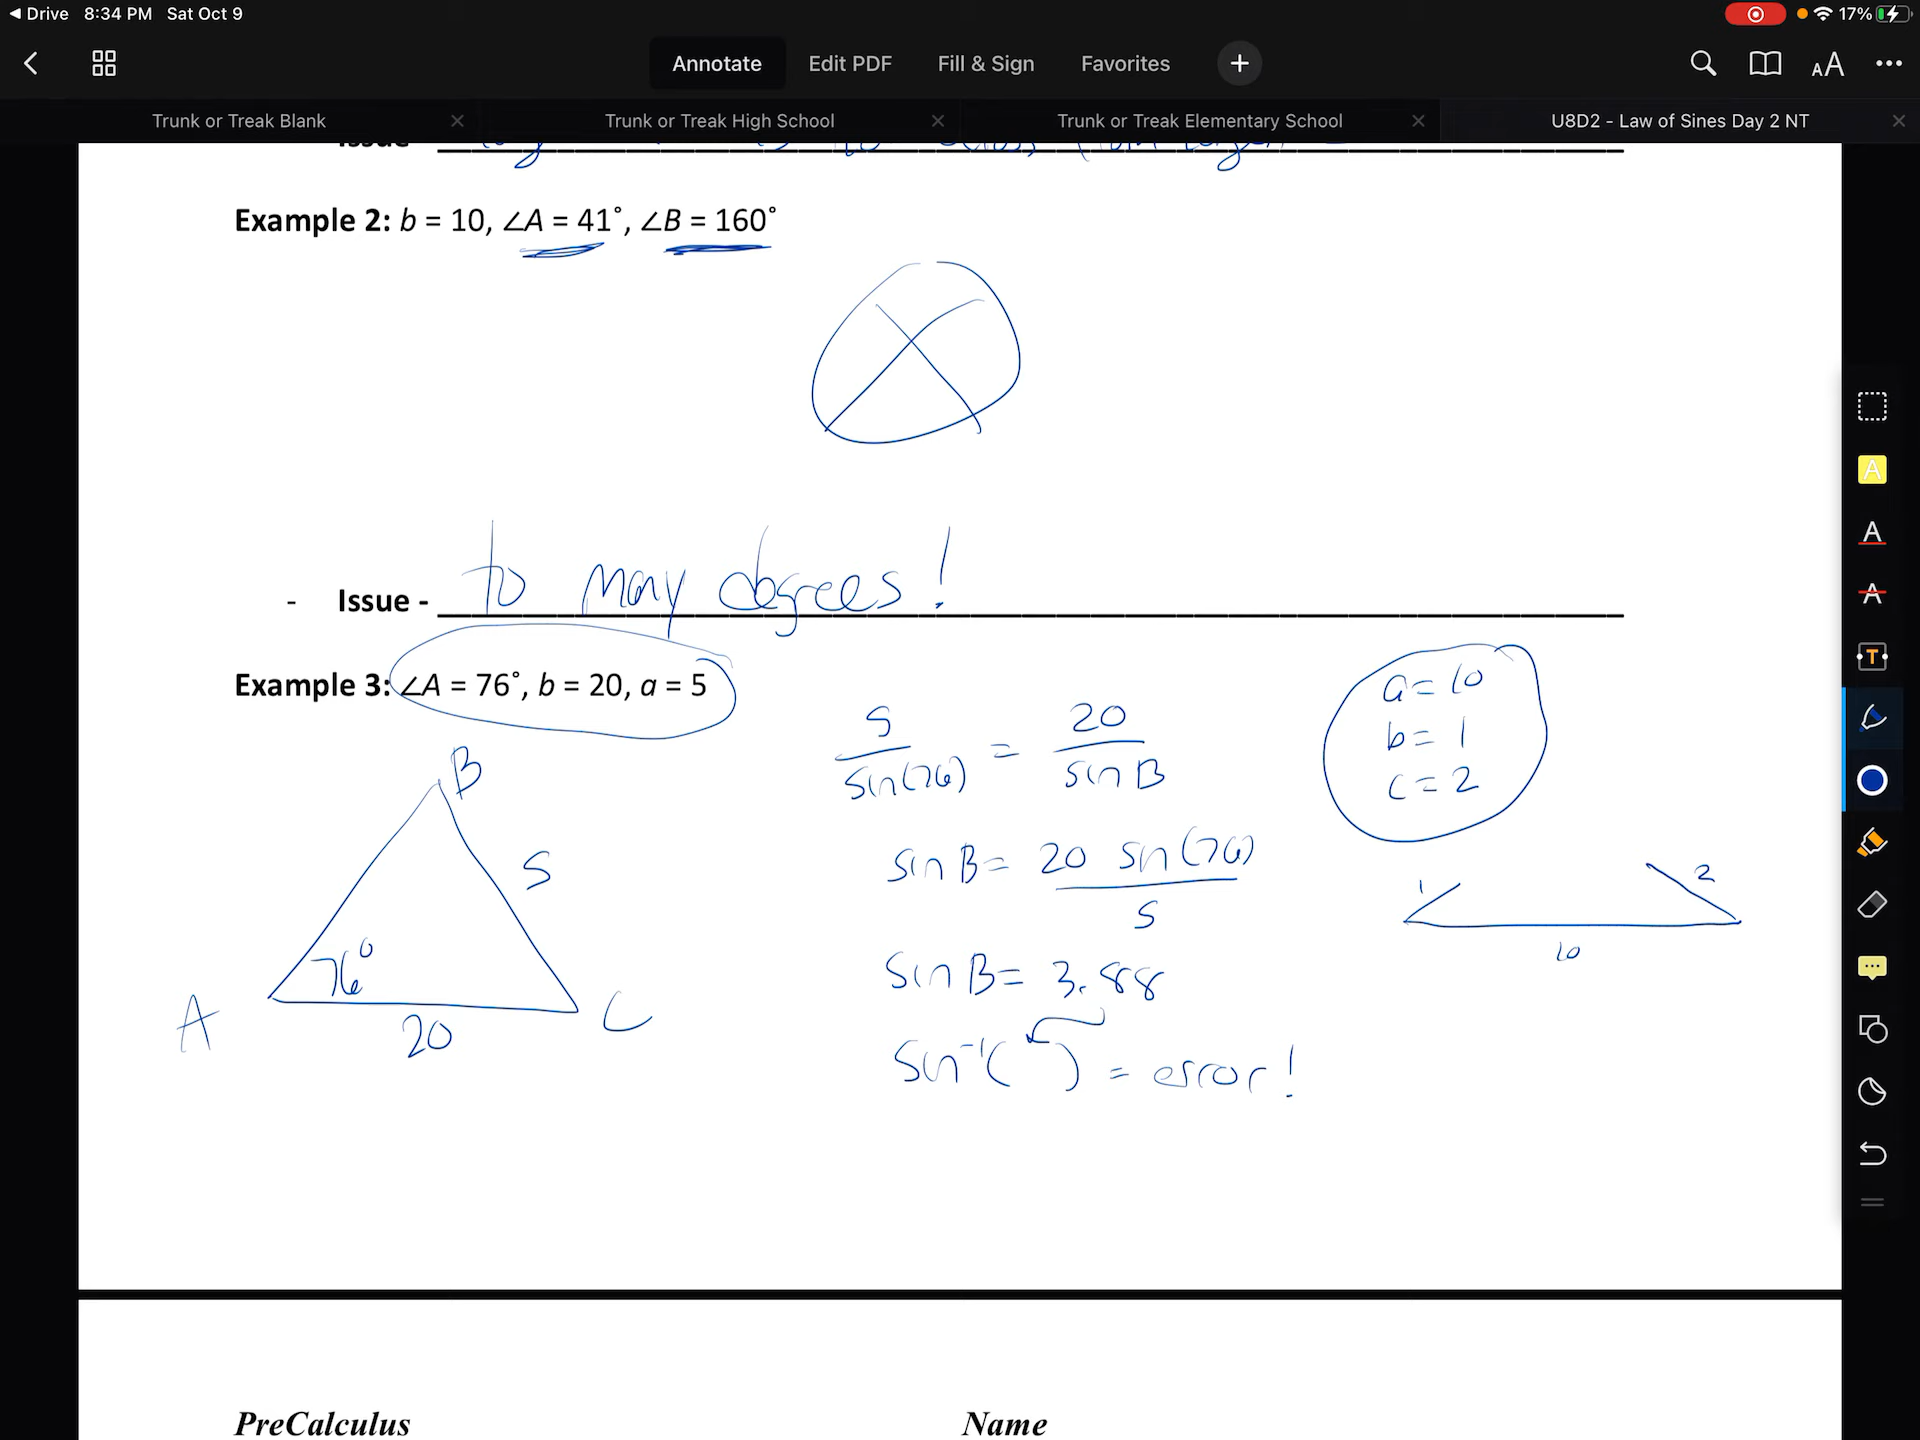 Drive 8:34 PM Sat Oct 9 17%
Annotate Edit PDF Fill & Sign Favorites
Trunk or Treak Blank Trunk or Treak High School Trunk or Treak Elementary School U8D2 - Law of Sines Day 2 NT
Issue
Example 2: b = 10, ∠A = 41°, ∠B = 160°
- Issue - to many degrees!
Example 3: ∠A = 76°, b = 20, a = 5
B
5
76°
A
20
C
5/sin(76) = 20/sin B
sin B = 20 sin(76)/5
sin B = 3.88
sin⁻¹( ) = error!
a = 10
b = 1
c = 2
1
2
10
PreCalculus Name